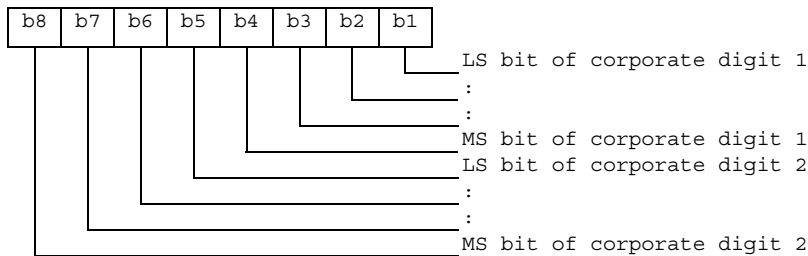 b8 b7 b6 b5 b4 b3 b2 b1
LS bit of corporate digit 1
:
:
MS bit of corporate digit 1
LS bit of corporate digit 2
:
:
MS bit of corporate digit 2